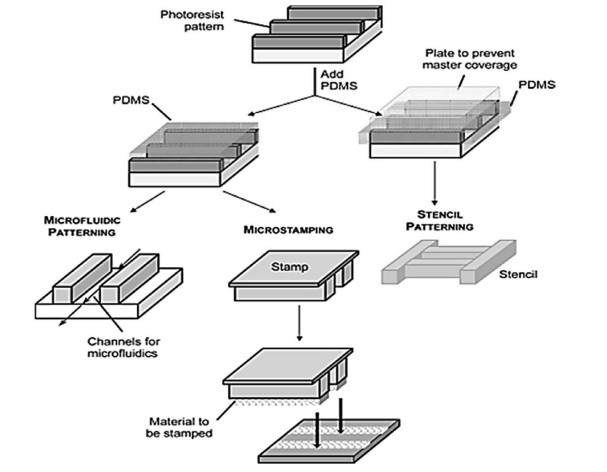 Photoresist
pattern
Add
PDMS
Plate to prevent
master coverage
PDMS
PDMS
MICROFLUIDIC
PATTERNING
MICROSTAMPING
STENCIL
PATTERNING
Stamp
Stencil
Channels for
microfluidics
Material to
be stamped